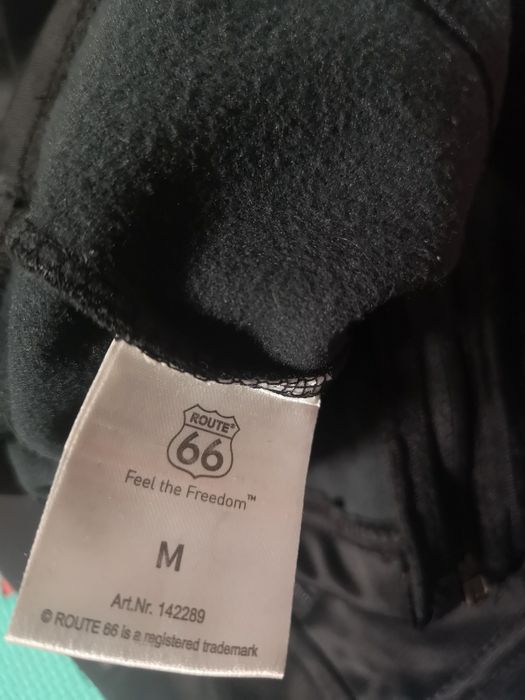 ROUTE®
66
Feel the Freedom™
M
Art.Nr. 142289
© ROUTE 66 is a registered trademark